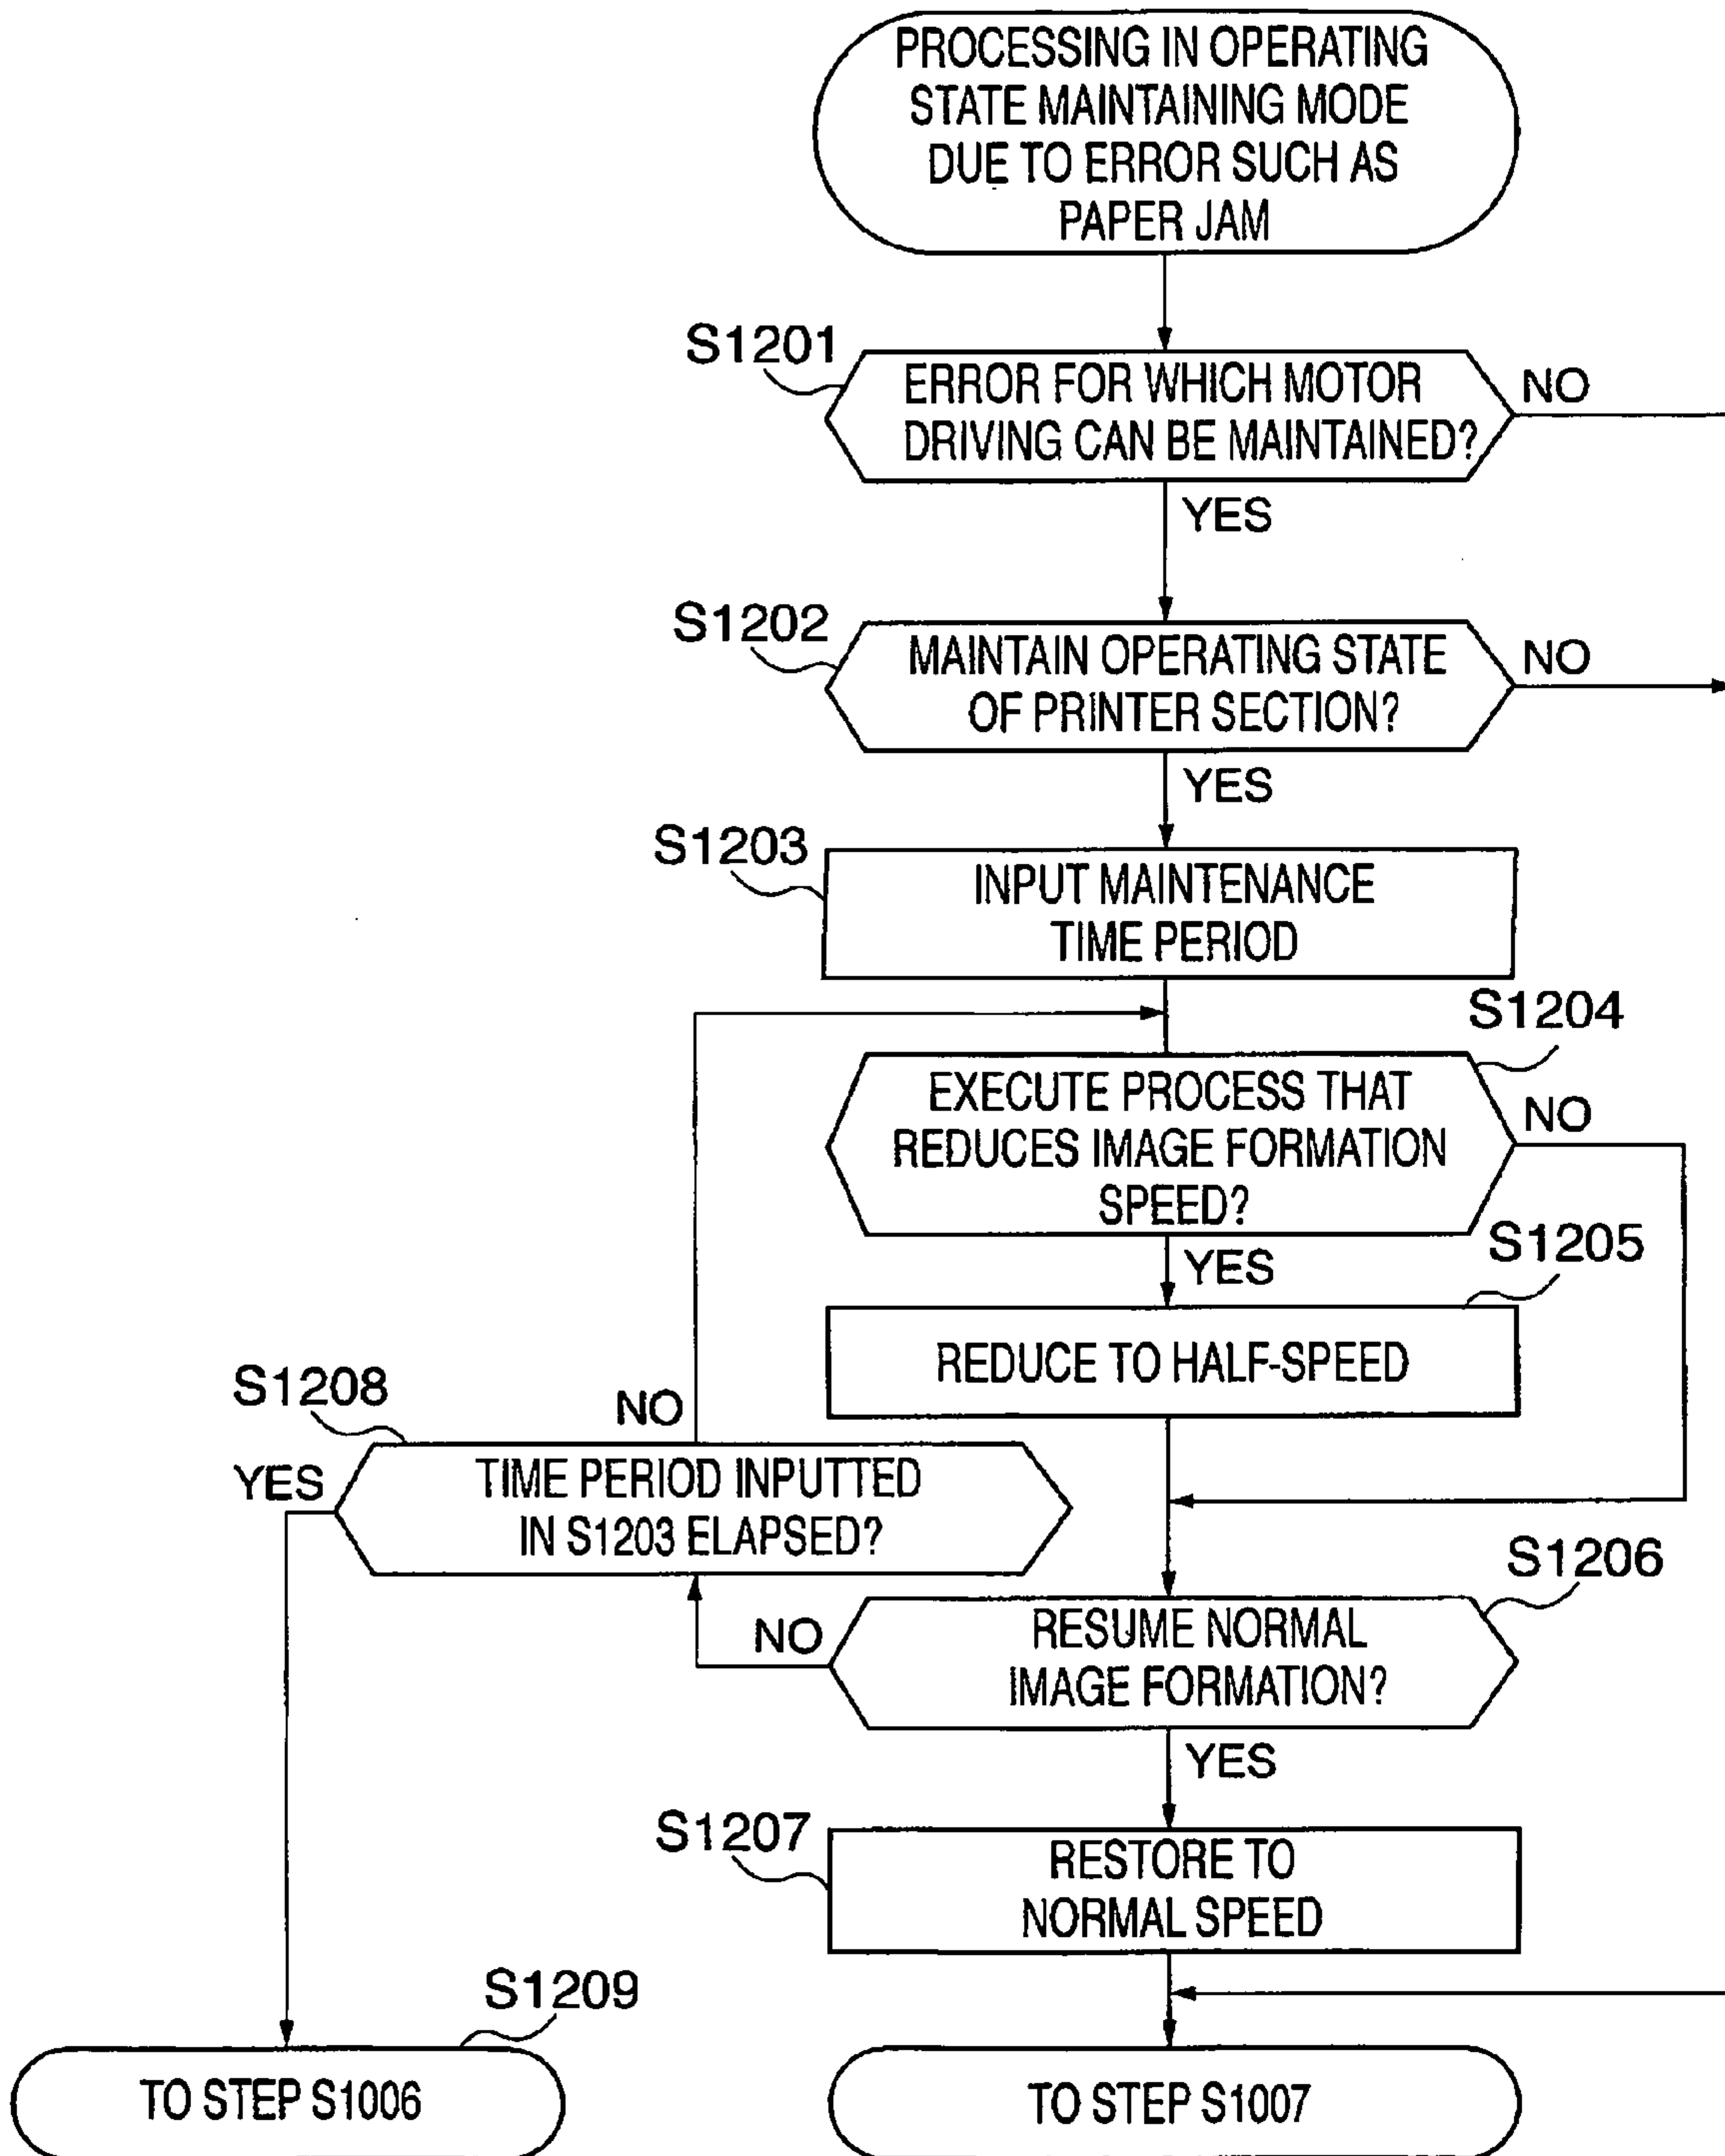 PROCESSING IN OPERATING
STATE MAINTAINING MODE
DUE TO ERROR SUCH AS
PAPER JAM
S1201
ERROR FOR WHICH MOTOR
DRIVING CAN BE MAINTAINED?
NO
YES
S1202
MAINTAIN OPERATING STATE
OF PRINTER SECTION?
NO
YES
S1203
INPUT MAINTENANCE
TIME PERIOD
S1204
EXECUTE PROCESS THAT
REDUCES IMAGE FORMATION
SPEED?
NO
YES
S1205
REDUCE TO HALF-SPEED
S1208
NO
YES
TIME PERIOD INPUTTED
IN S1203 ELAPSED?
S1206
RESUME NORMAL
IMAGE FORMATION?
NO
YES
S1207
RESTORE TO
NORMAL SPEED
S1209
TO STEP S1006
TO STEP S1007